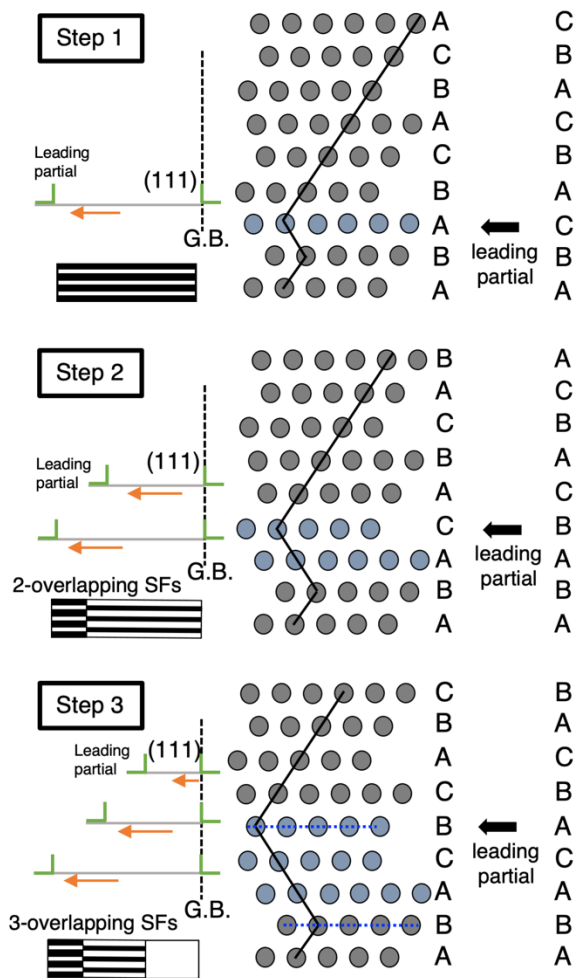 Step 1
A C
C B
B A
A C
C B
Leading
partial
(111)
B A
A C
G.B.
leading
partial
B B
A A
Step 2
B A
A C
C B
B A
Leading
partial
(111)
A C
C B
leading
partial
A A
2-overlapping SFs
B B
A A
Step 3
C B
B A
Leading
partial
(111)
A C
C B
B A
leading
partial
C C
A A
G.B.
3-overlapping SFs
B B
A A